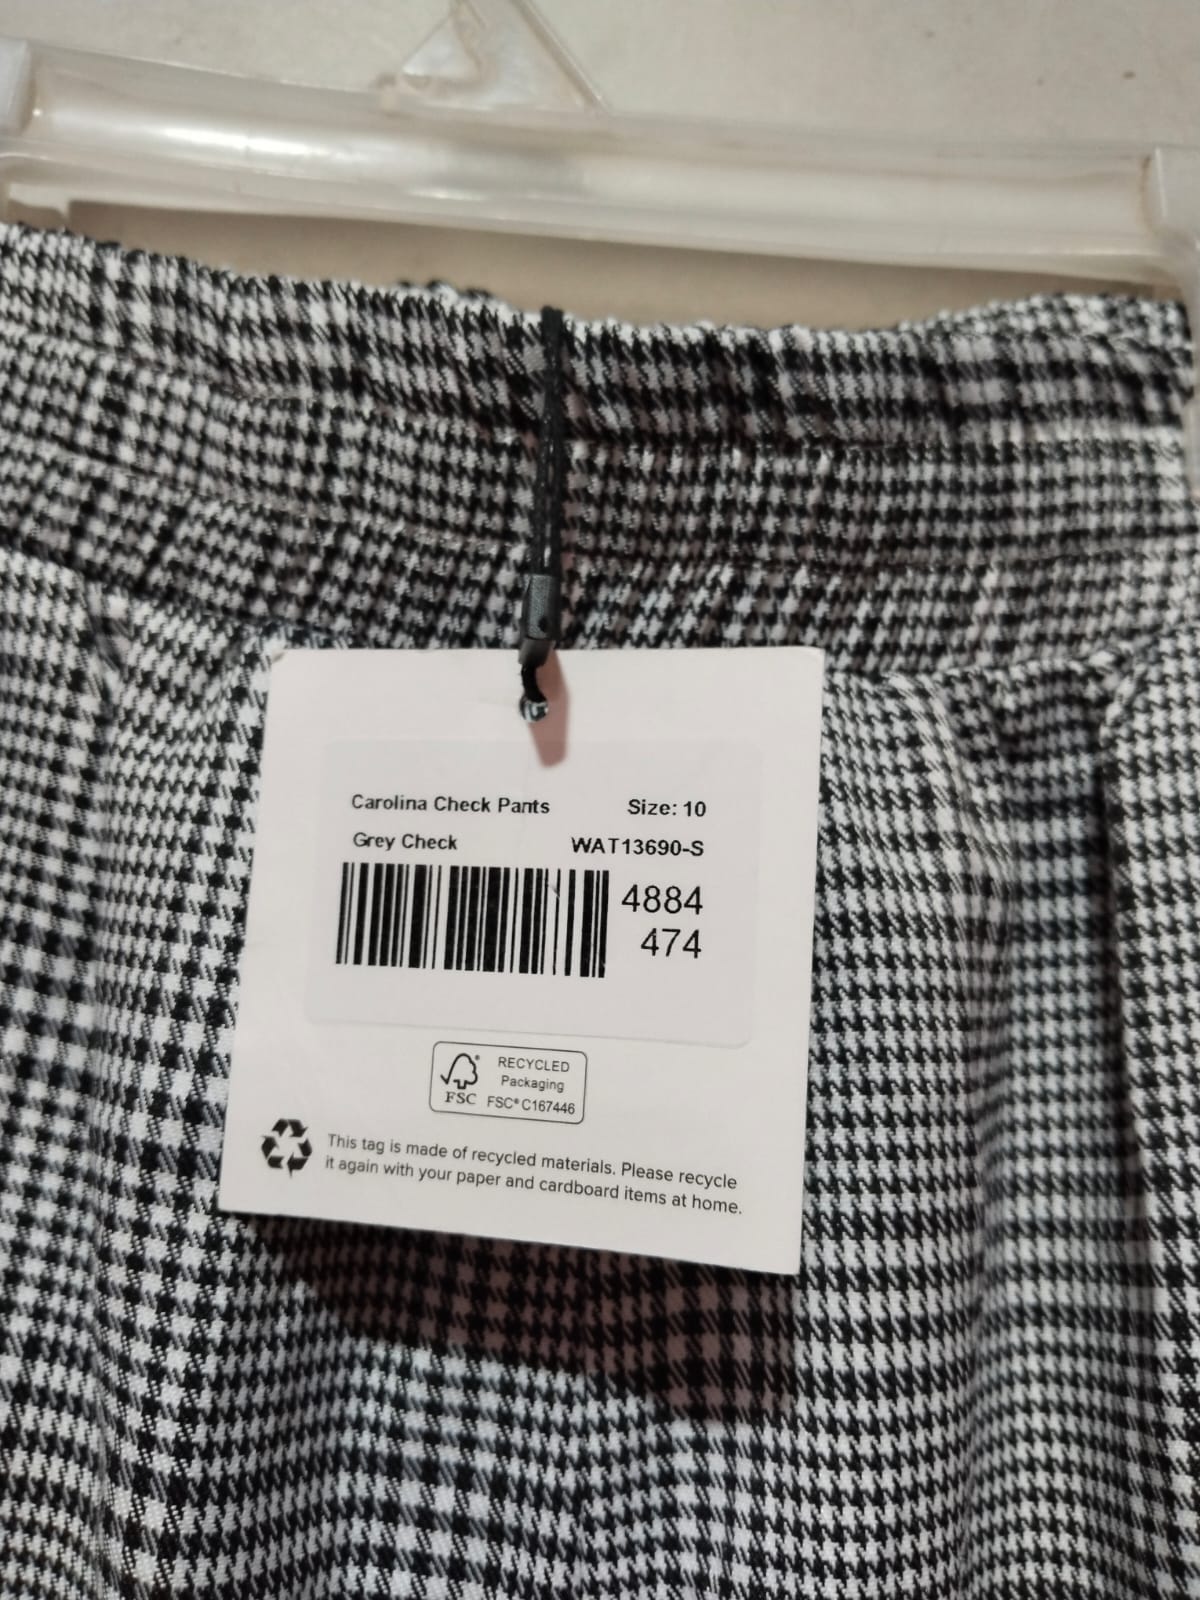 Carolina Check Pants Size: 10
Grey Check WAT13690-S
4884
474
RECYCLED
Packaging
FSC FSC® C167446
This tag is made of recycled materials. Please recycle
it again with your paper and cardboard items at home.